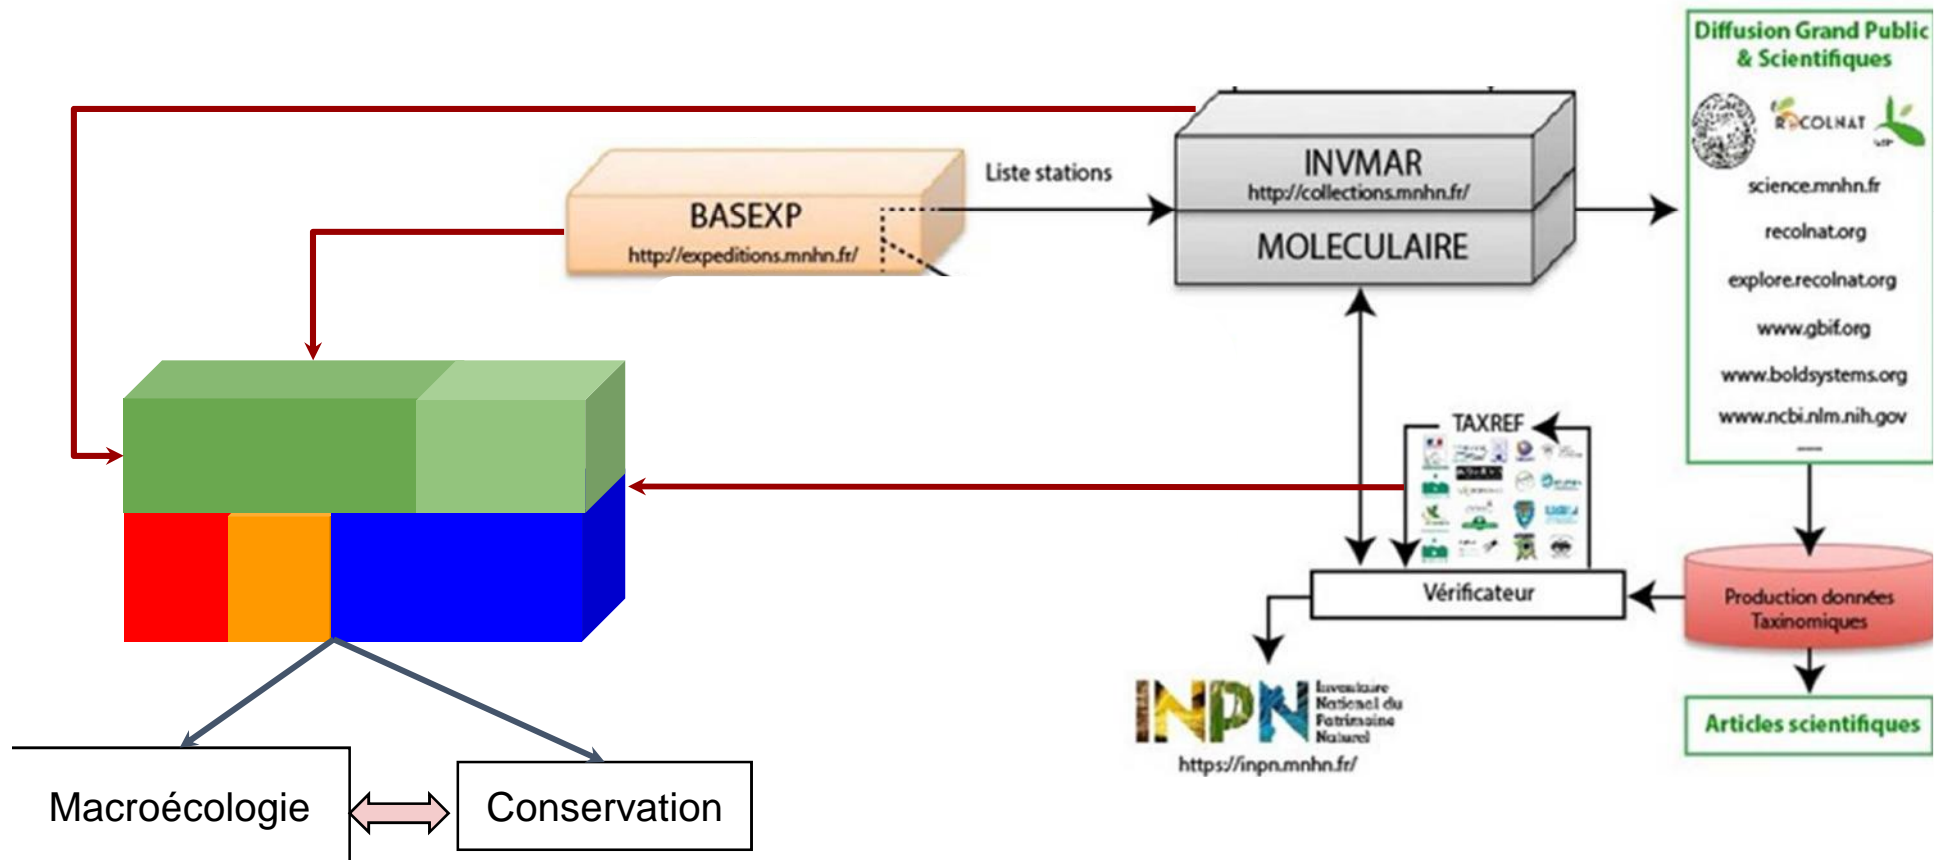 Diffusion Grand Public
& Scientifiques
RECOLNAT
science.mnhn.fr
recolnat.org
explore.recolnat.org
www.gbif.org
www.boldsystems.org
www.ncbi.nlm.nih.gov
Liste stations
INVMAR
http://collections.mnhn.fr/
MOLECULAIRE
BASEXP
http://expeditions.mnhn.fr/
TAXREF
Vérificateur
Production données
Taxinomiques
Articles scientifiques
INPN
Inventaire
National du
Patrimoine
Naturel
https://inpn.mnhn.fr/
Macroécologie
Conservation